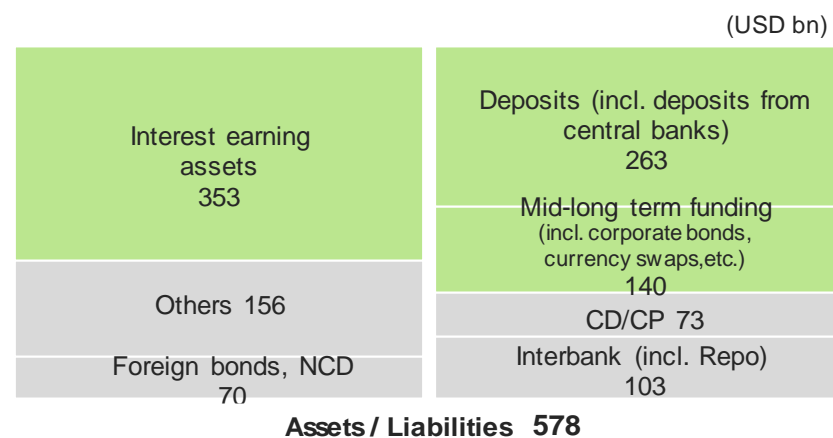 (USD bn)
Interest earning
assets
353
Others 156
Foreign bonds, NCD
70
Deposits (incl. deposits from
central banks)
263
Mid-long term funding
(incl. corporate bonds,
currency swaps,etc.)
140
CD/CP 73
Interbank (incl. Repo)
103
Assets / Liabilities 578